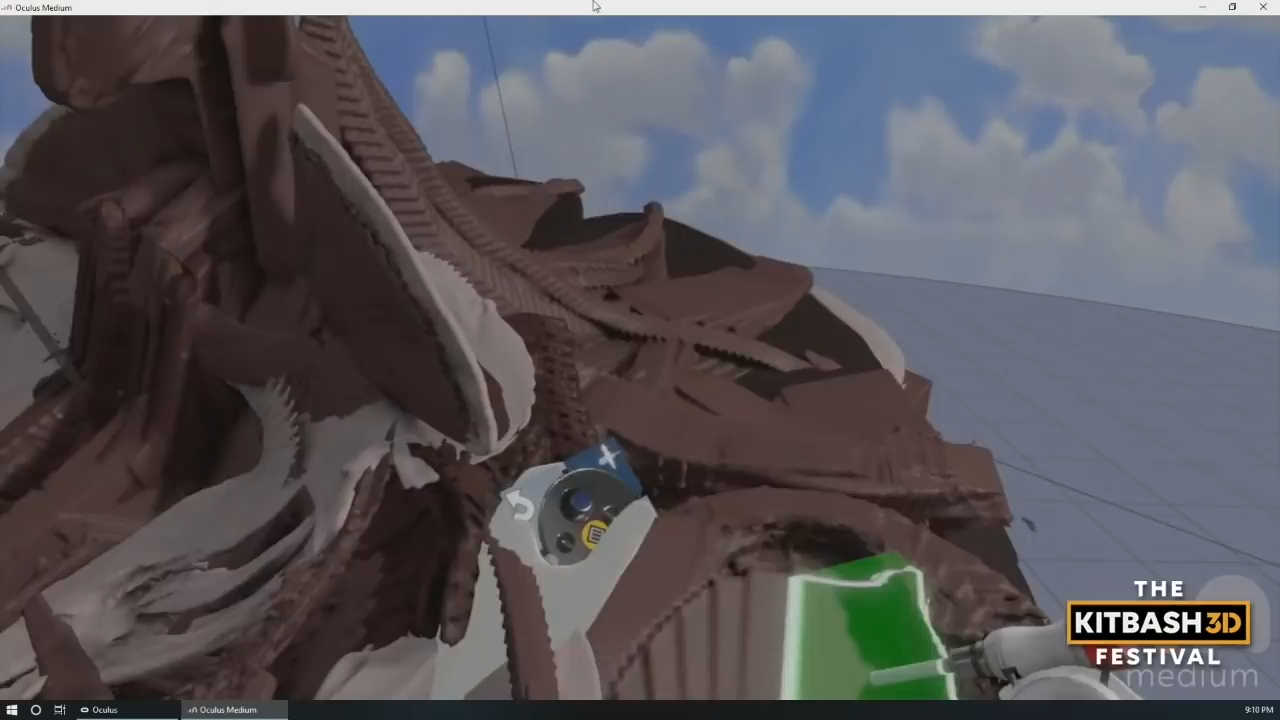 Oculus Medium
THE
KITBASH3D
FESTIVAL
medium
Oculus
Oculus Medium
9:10 PM